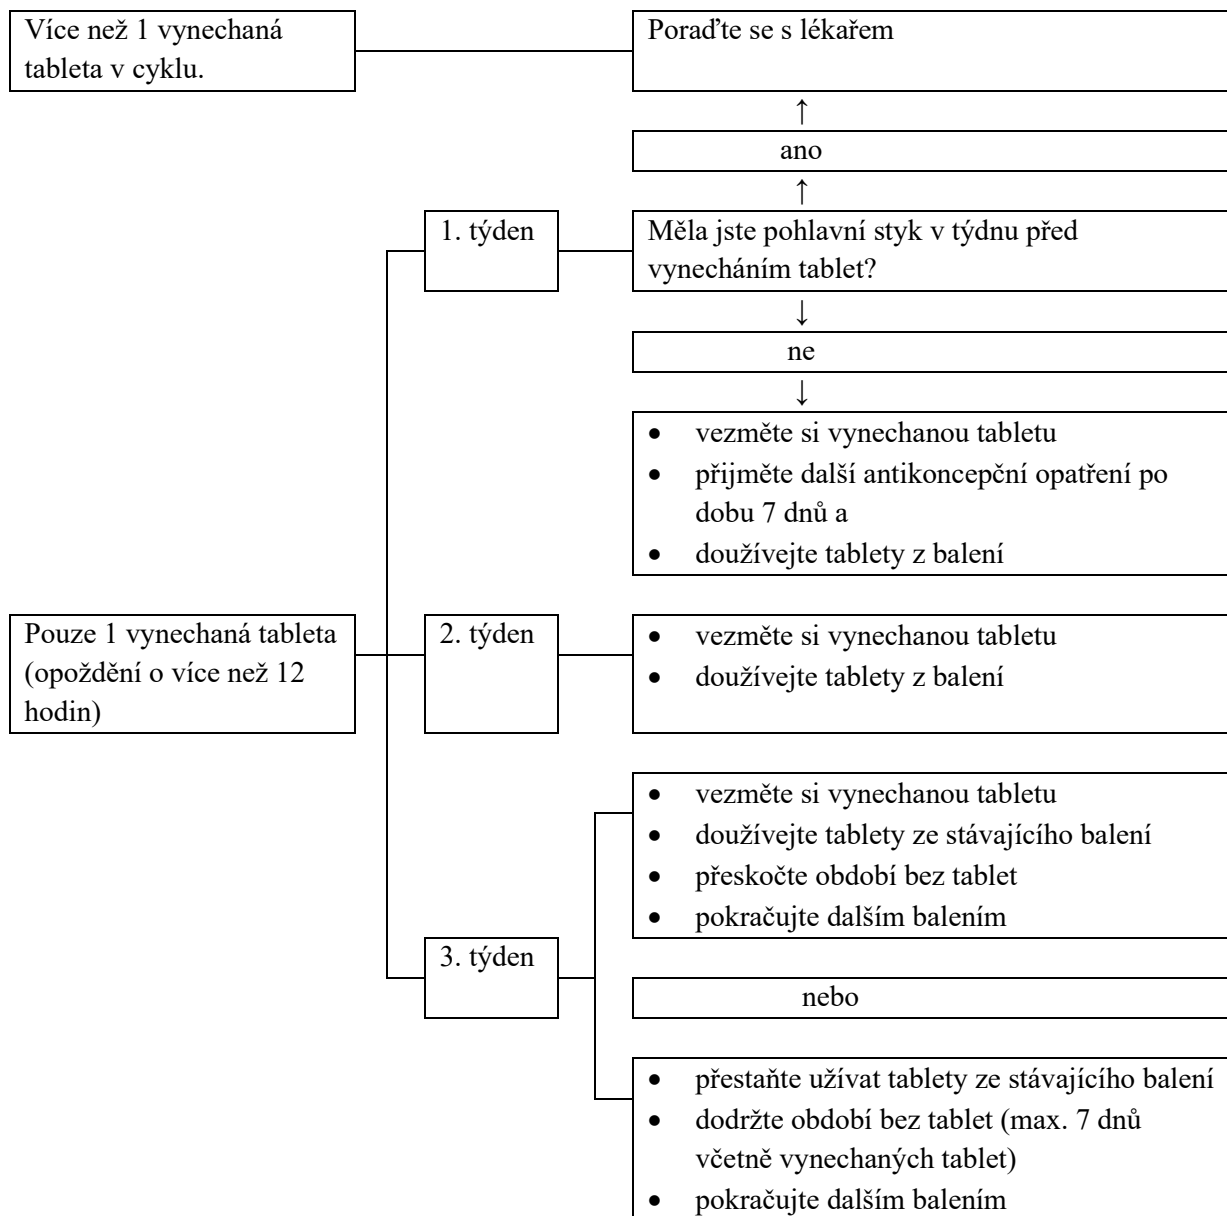 Více než 1 vynechaná
tableta v cyklu.
Poraďte se s lékařem
↑
ano
↑
1. týden
Měla jste pohlavní styk v týdnu před
vynecháním tablet?
↓
ne
↓
• vezměte si vynechanou tabletu
• přijměte další antikoncepční opatření po
dobu 7 dnů a
• doužívejte tablety z balení
Pouze 1 vynechaná tableta
(opoždění o více než 12
hodin)
2. týden
• vezměte si vynechanou tabletu
• doužívejte tablety z balení
• vezměte si vynechanou tabletu
• doužívejte tablety ze stávajícího balení
• přeskočte období bez tablet
• pokračujte dalším balením
3. týden
nebo
• přestaňte užívat tablety ze stávajícího balení
• dodržte období bez tablet (max. 7 dnů
včetně vynechaných tablet)
• pokračujte dalším balením